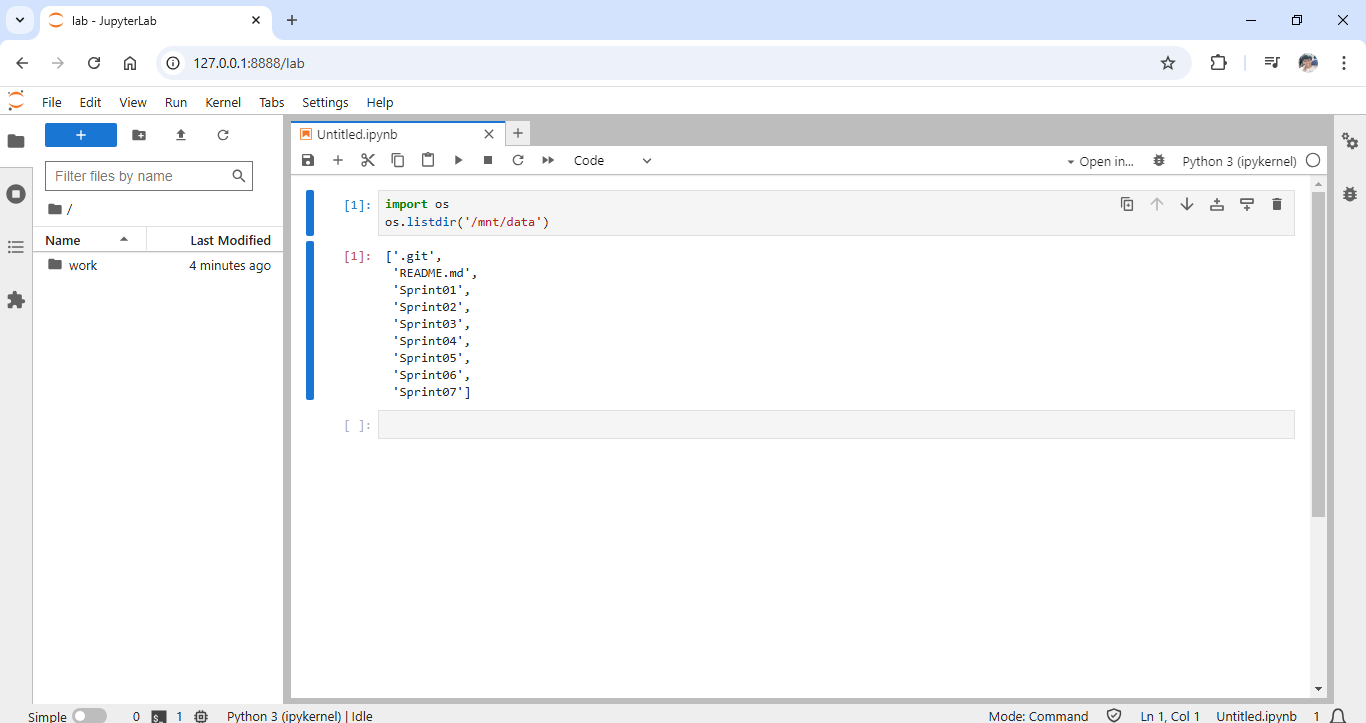 lab - JupyterLab
127.0.0.1:8888/lab
File Edit View Run Kernel Tabs Settings Help
Filter files by name
/
Name Last Modified
work 4 minutes ago
Untitled.ipynb
Code
Open in...
Python 3 (ipykernel)
[1]: import os
os.listdir('/mnt/data')
[1]: ['.git',
'README.md',
'Sprint01',
'Sprint02',
'Sprint03',
'Sprint04',
'Sprint05',
'Sprint06',
'Sprint07']
[ ]:
Simple 0 $_ 1 Python 3 (ipykernel) | Idle Mode: Command Ln 1, Col 1 Untitled.ipynb 1